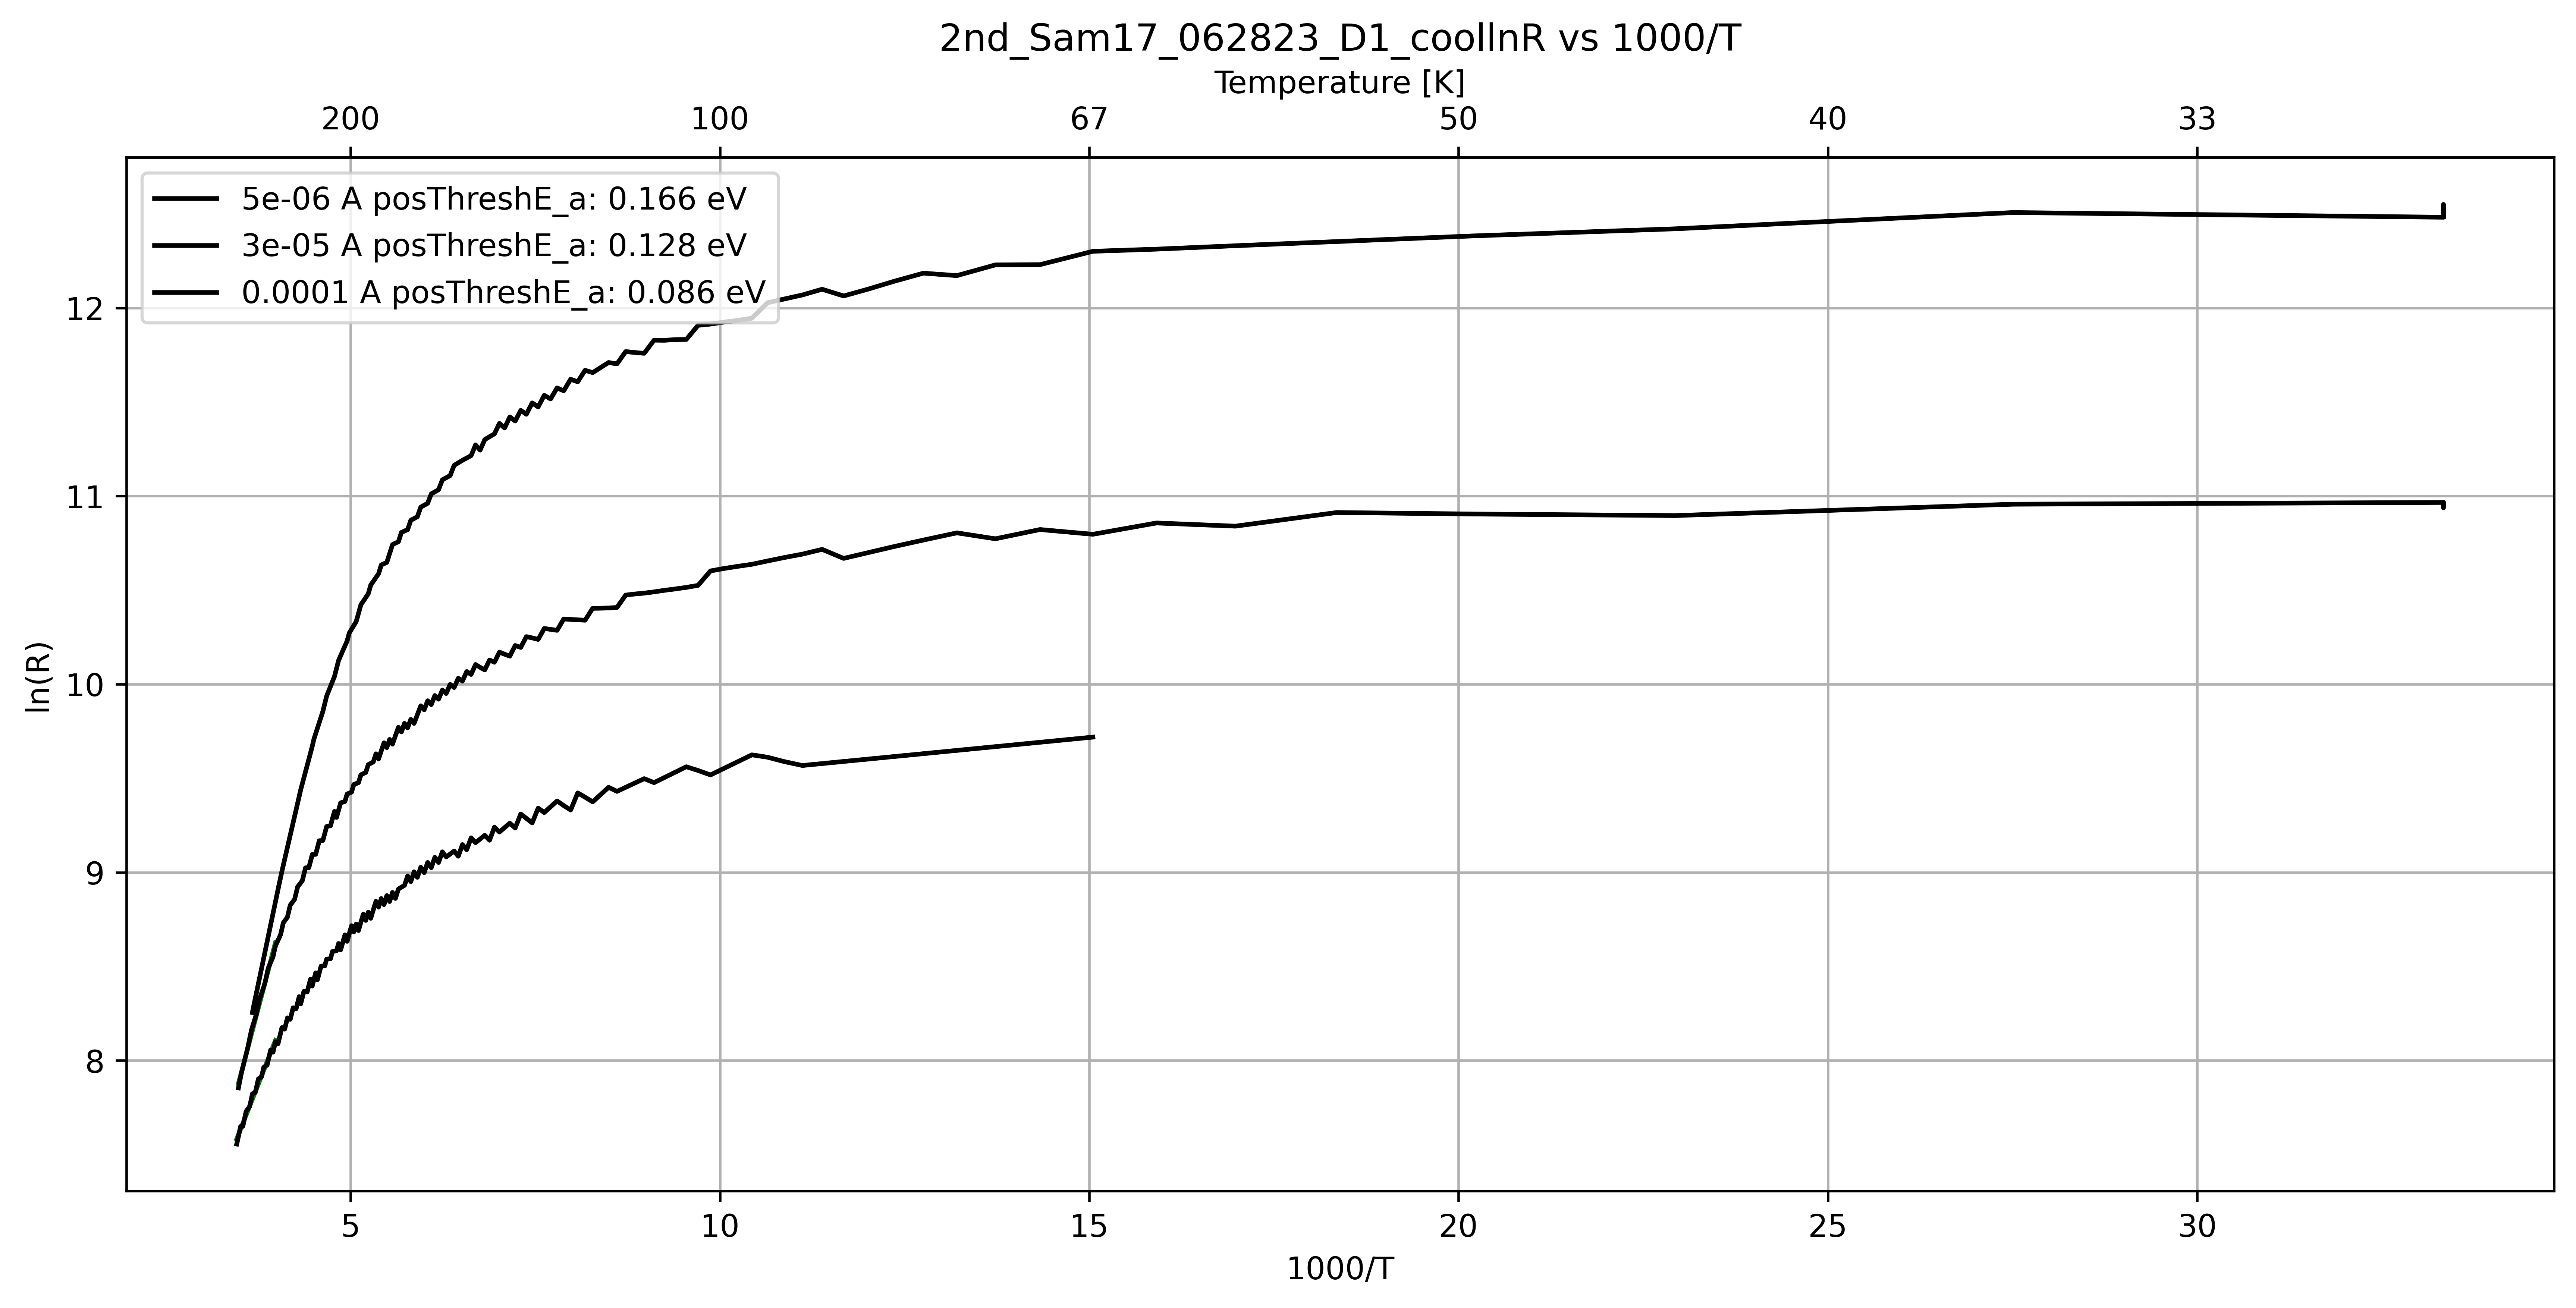 2nd_Sam17_062823_D1_coollnR vs 1000/T
Temperature [K]
200 100 67 50 40 33
5e-06 A posThreshE_a: 0.166 eV
3e-05 A posThreshE_a: 0.128 eV
0.0001 A posThreshE_a: 0.086 eV
12
11
10
9
8
ln(R)
5 10 15 20 25 30
1000/T